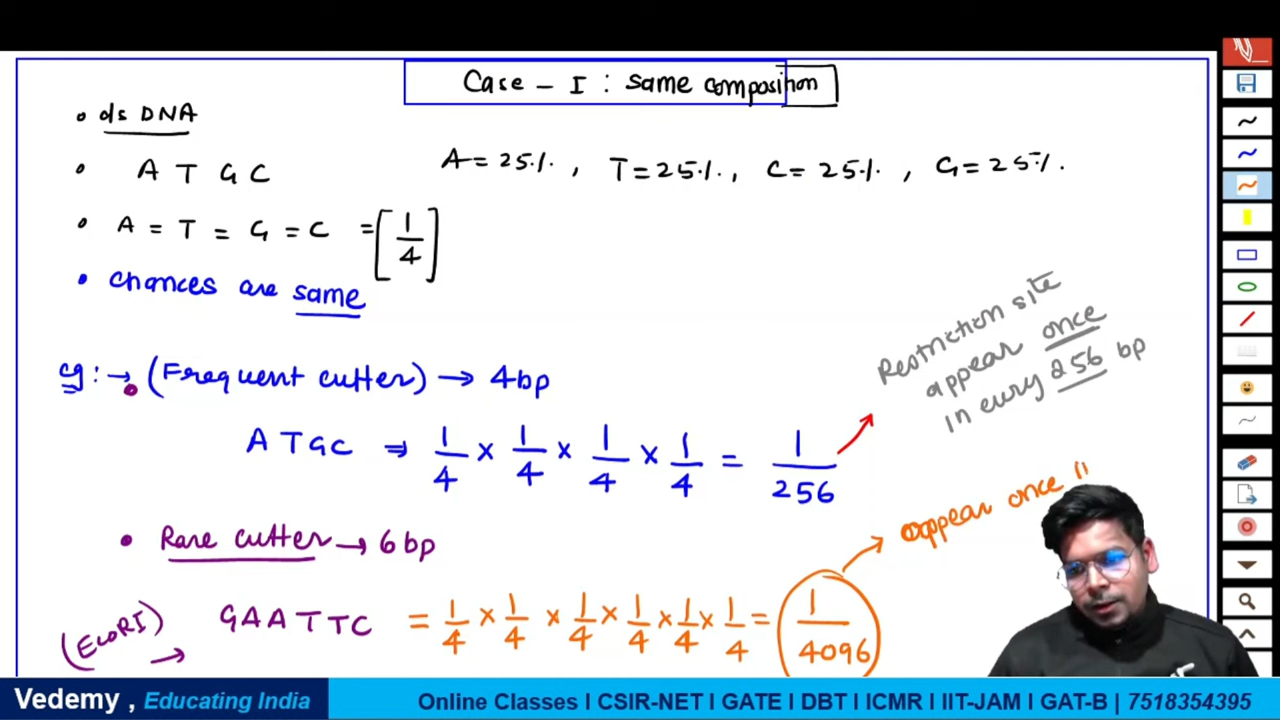 Case - I : same composition
• ds DNA
• A T G C
A = 25%. , T = 25%. , C = 25%. , G = 25%.
• A = T = G = C = [1/4]
• Chances are same
eg: → (Frequent cutter) → 4bp
A T G C ⇒ 1/4 × 1/4 × 1/4 × 1/4 = 1/256
Restriction site
appear once
in every 256 bp
• Rare cutter → 6 bp
appear once
(EcoRI) → GAATTC = 1/4 × 1/4 × 1/4 × 1/4 × 1/4 × 1/4 = 1/4096
Vedemy , Educating India
Online Classes I CSIR-NET I GATE I DBT I ICMR I IIT-JAM I GAT-B I 7518354395